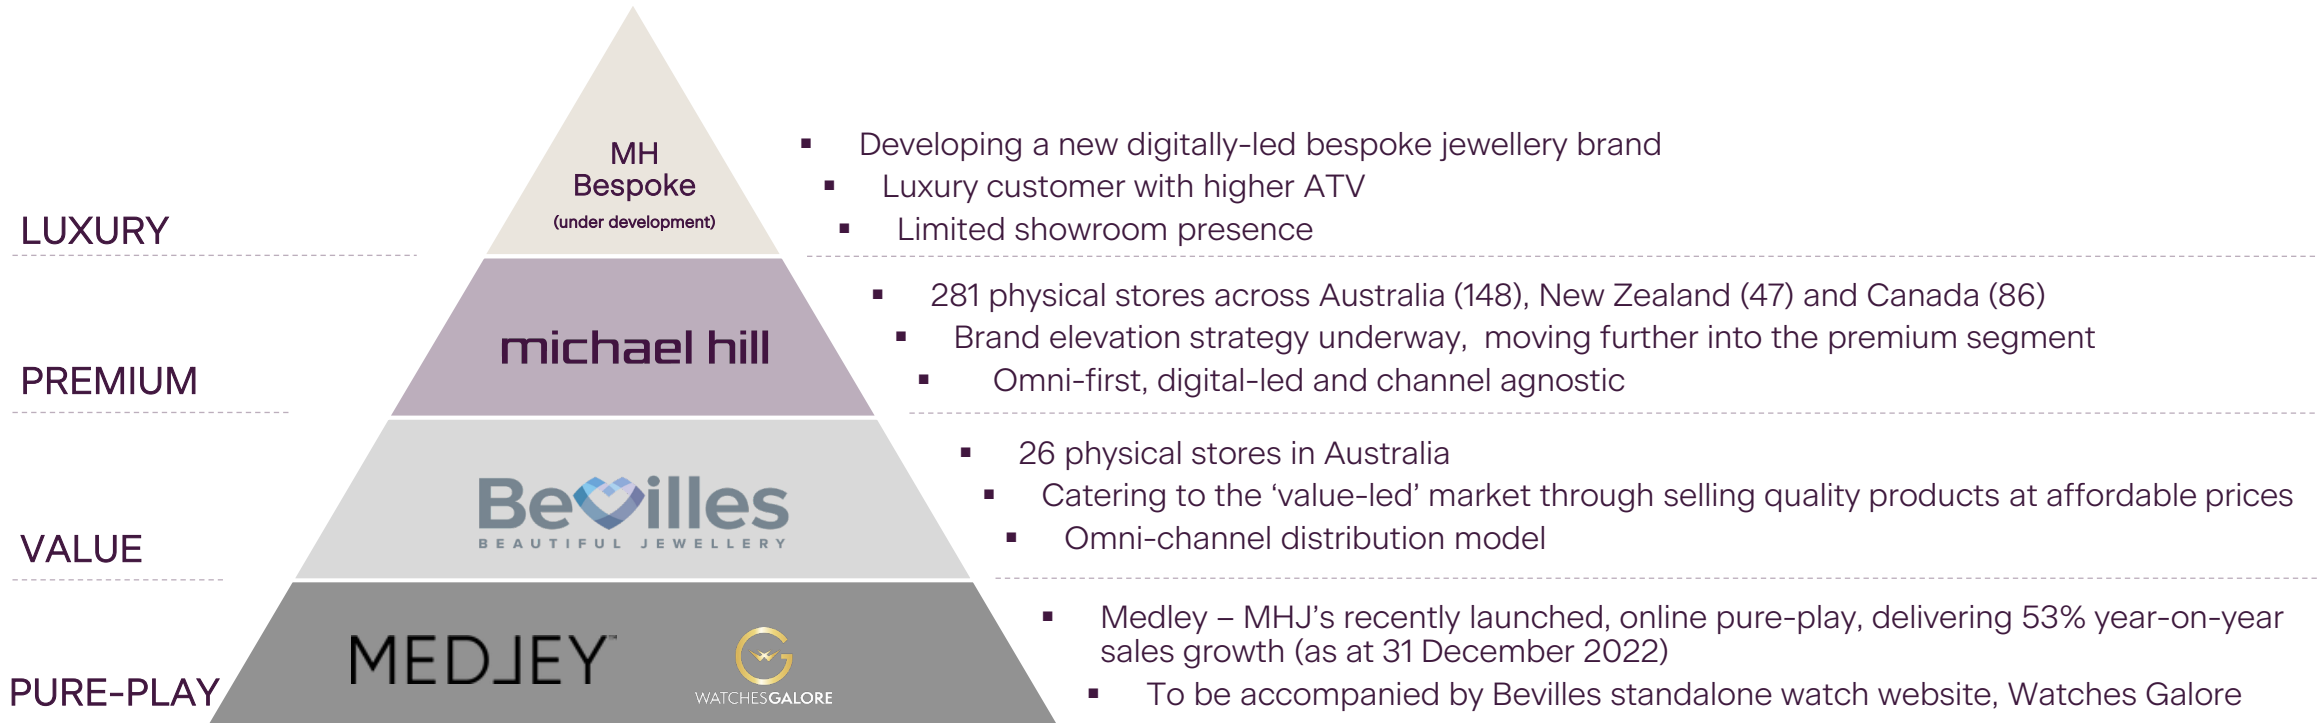 LUXURY
MH
Bespoke
(under development)
▪ Developing a new digitally-led bespoke jewellery brand
▪ Luxury customer with higher ATV
▪ Limited showroom presence
PREMIUM
michael hill
▪ 281 physical stores across Australia (148), New Zealand (47) and Canada (86)
▪ Brand elevation strategy underway, moving further into the premium segment
▪ Omni-first, digital-led and channel agnostic
VALUE
Bevilles
BEAUTIFUL JEWELLERY
▪ 26 physical stores in Australia
▪ Catering to the ‘value-led’ market through selling quality products at affordable prices
▪ Omni-channel distribution model
PURE-PLAY
MEDLEY™
WATCHESGALORE
▪ Medley – MHJ’s recently launched, online pure-play, delivering 53% year-on-year
sales growth (as at 31 December 2022)
▪ To be accompanied by Bevilles standalone watch website, Watches Galore